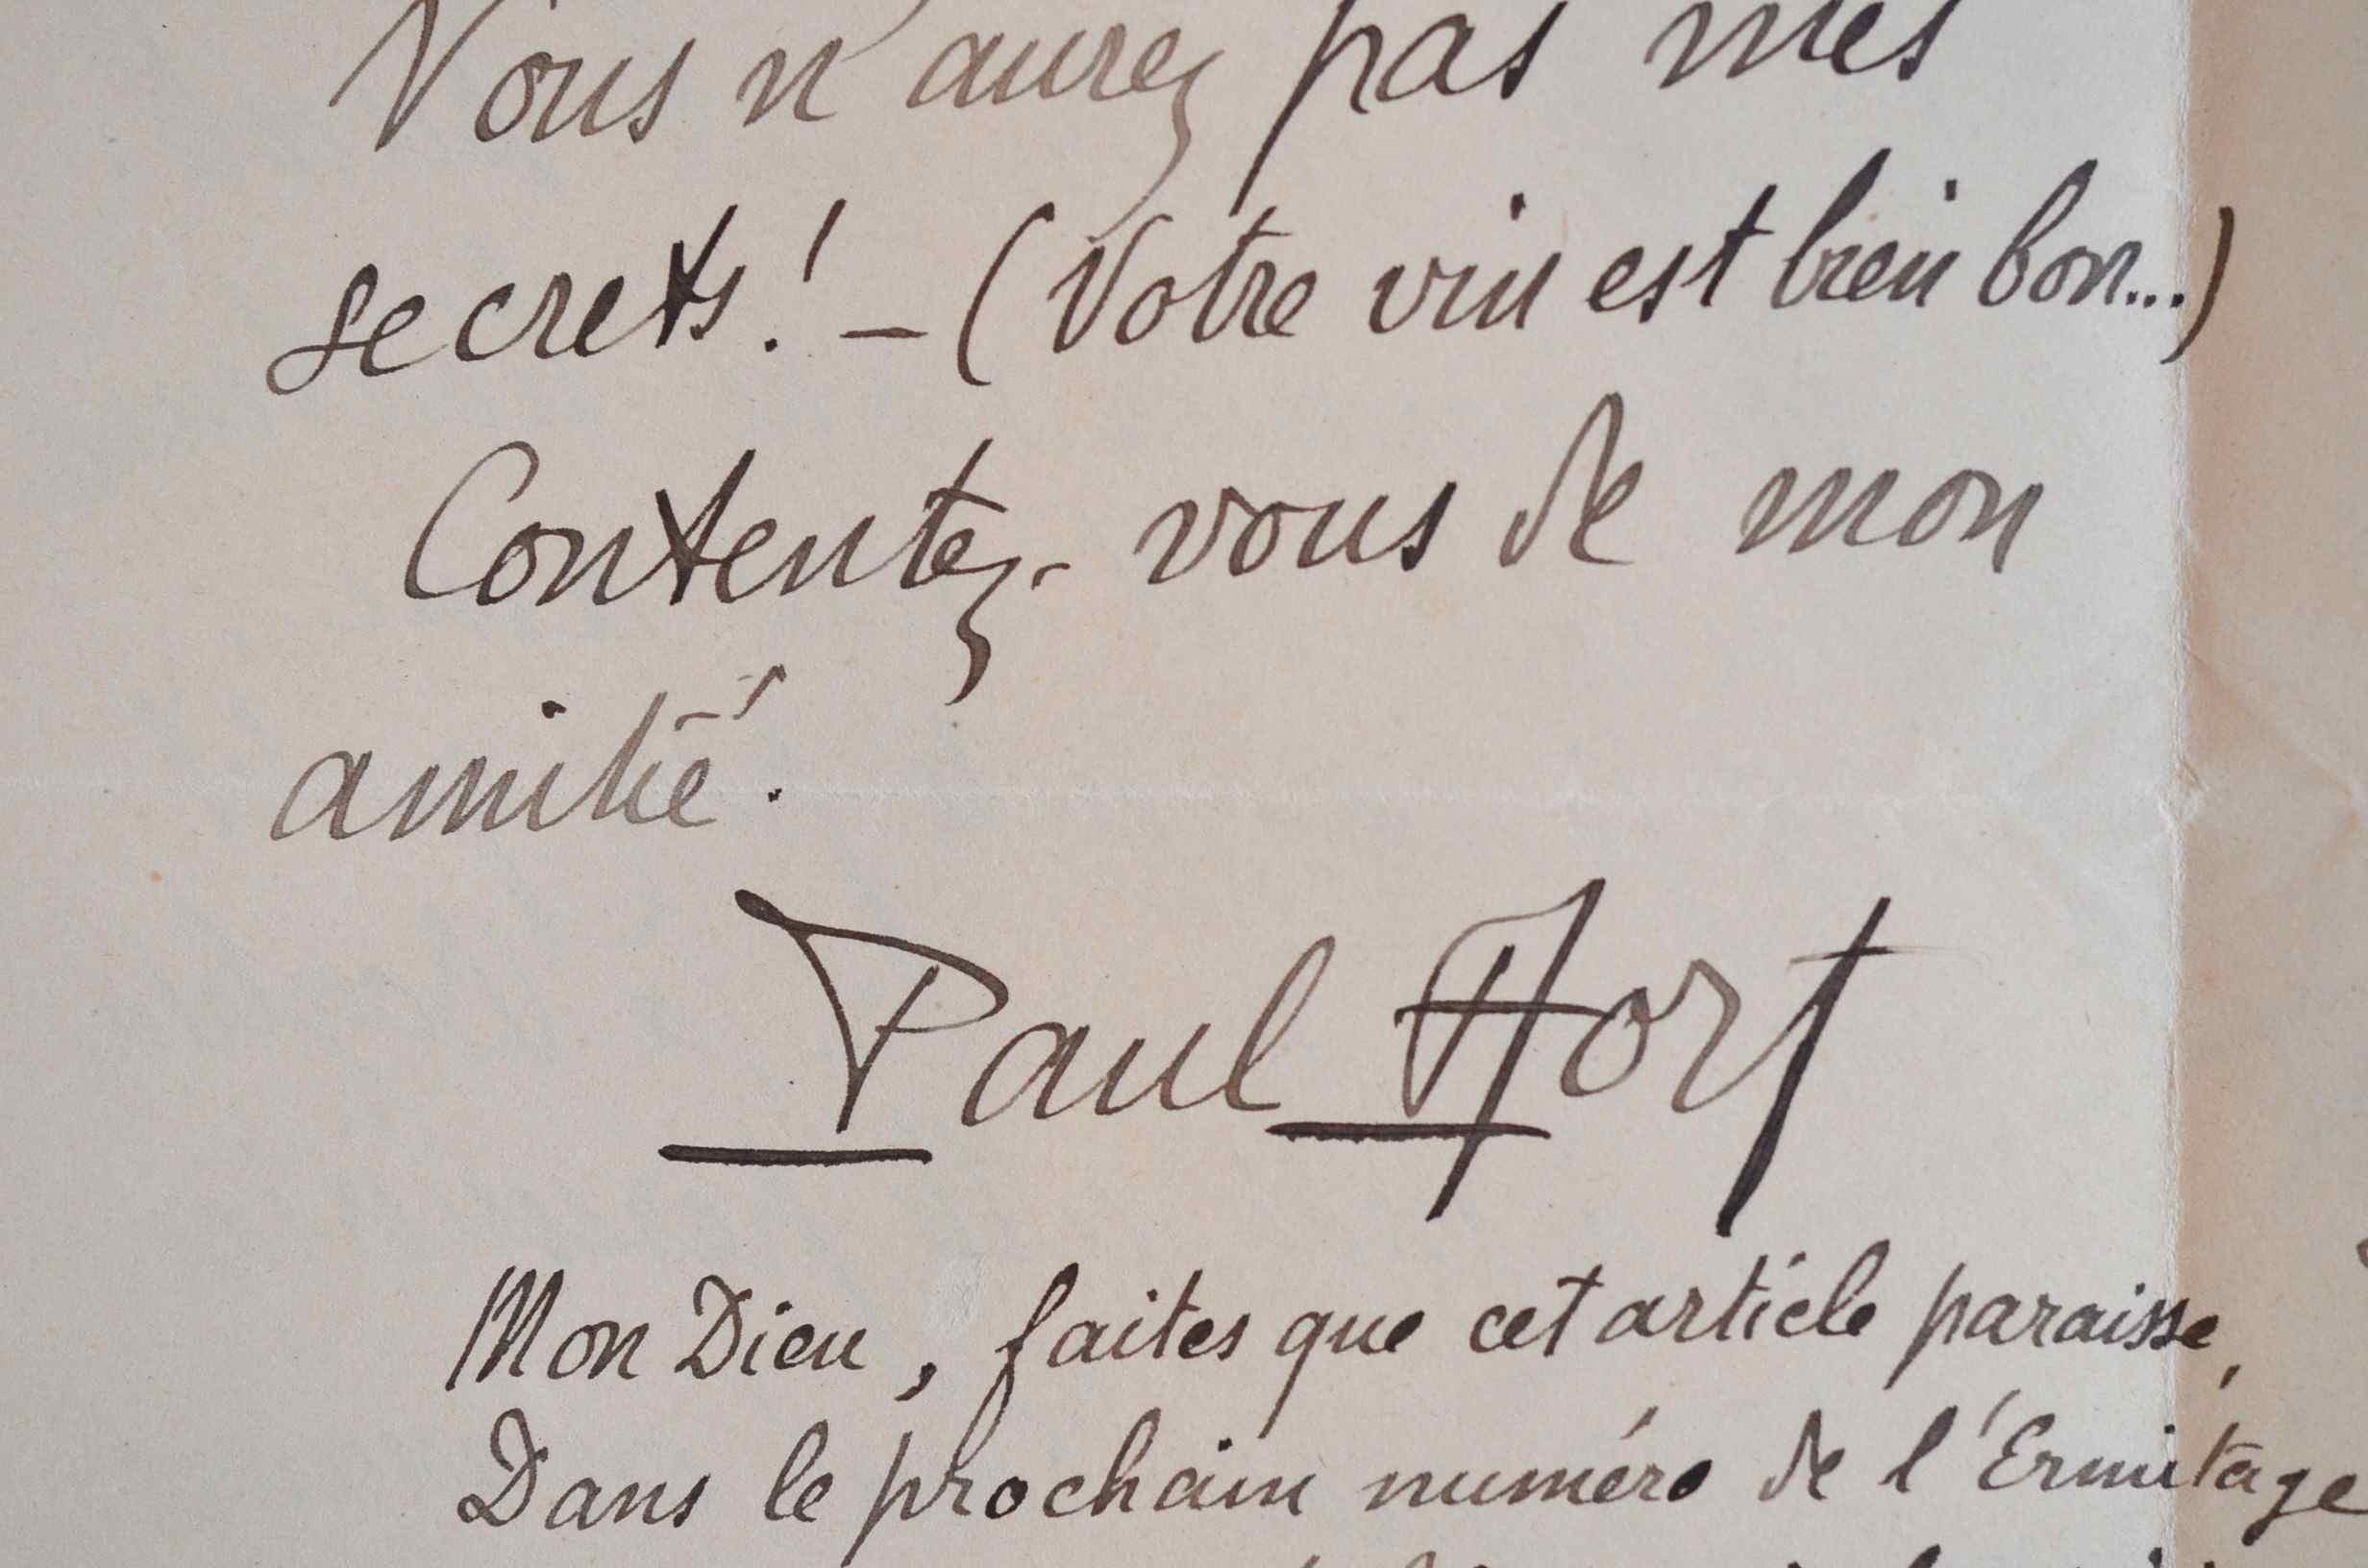 Vous n'aurez pas mes
secrets! – (Votre vin est bien bon...)
Contentez-vous de mon
amitié.
Paul Fort
Mon Dieu, faites que cet article paraisse,
Dans le prochain numéro de l'Ermitage